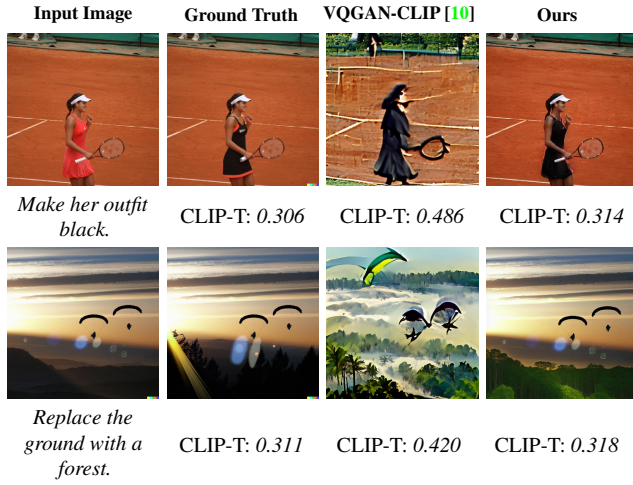 Input Image Ground Truth VQGAN-CLIP [10] Ours
Make her outfit
black.
CLIP-T: 0.306 CLIP-T: 0.486 CLIP-T: 0.314
Replace the
ground with a
forest.
CLIP-T: 0.311 CLIP-T: 0.420 CLIP-T: 0.318